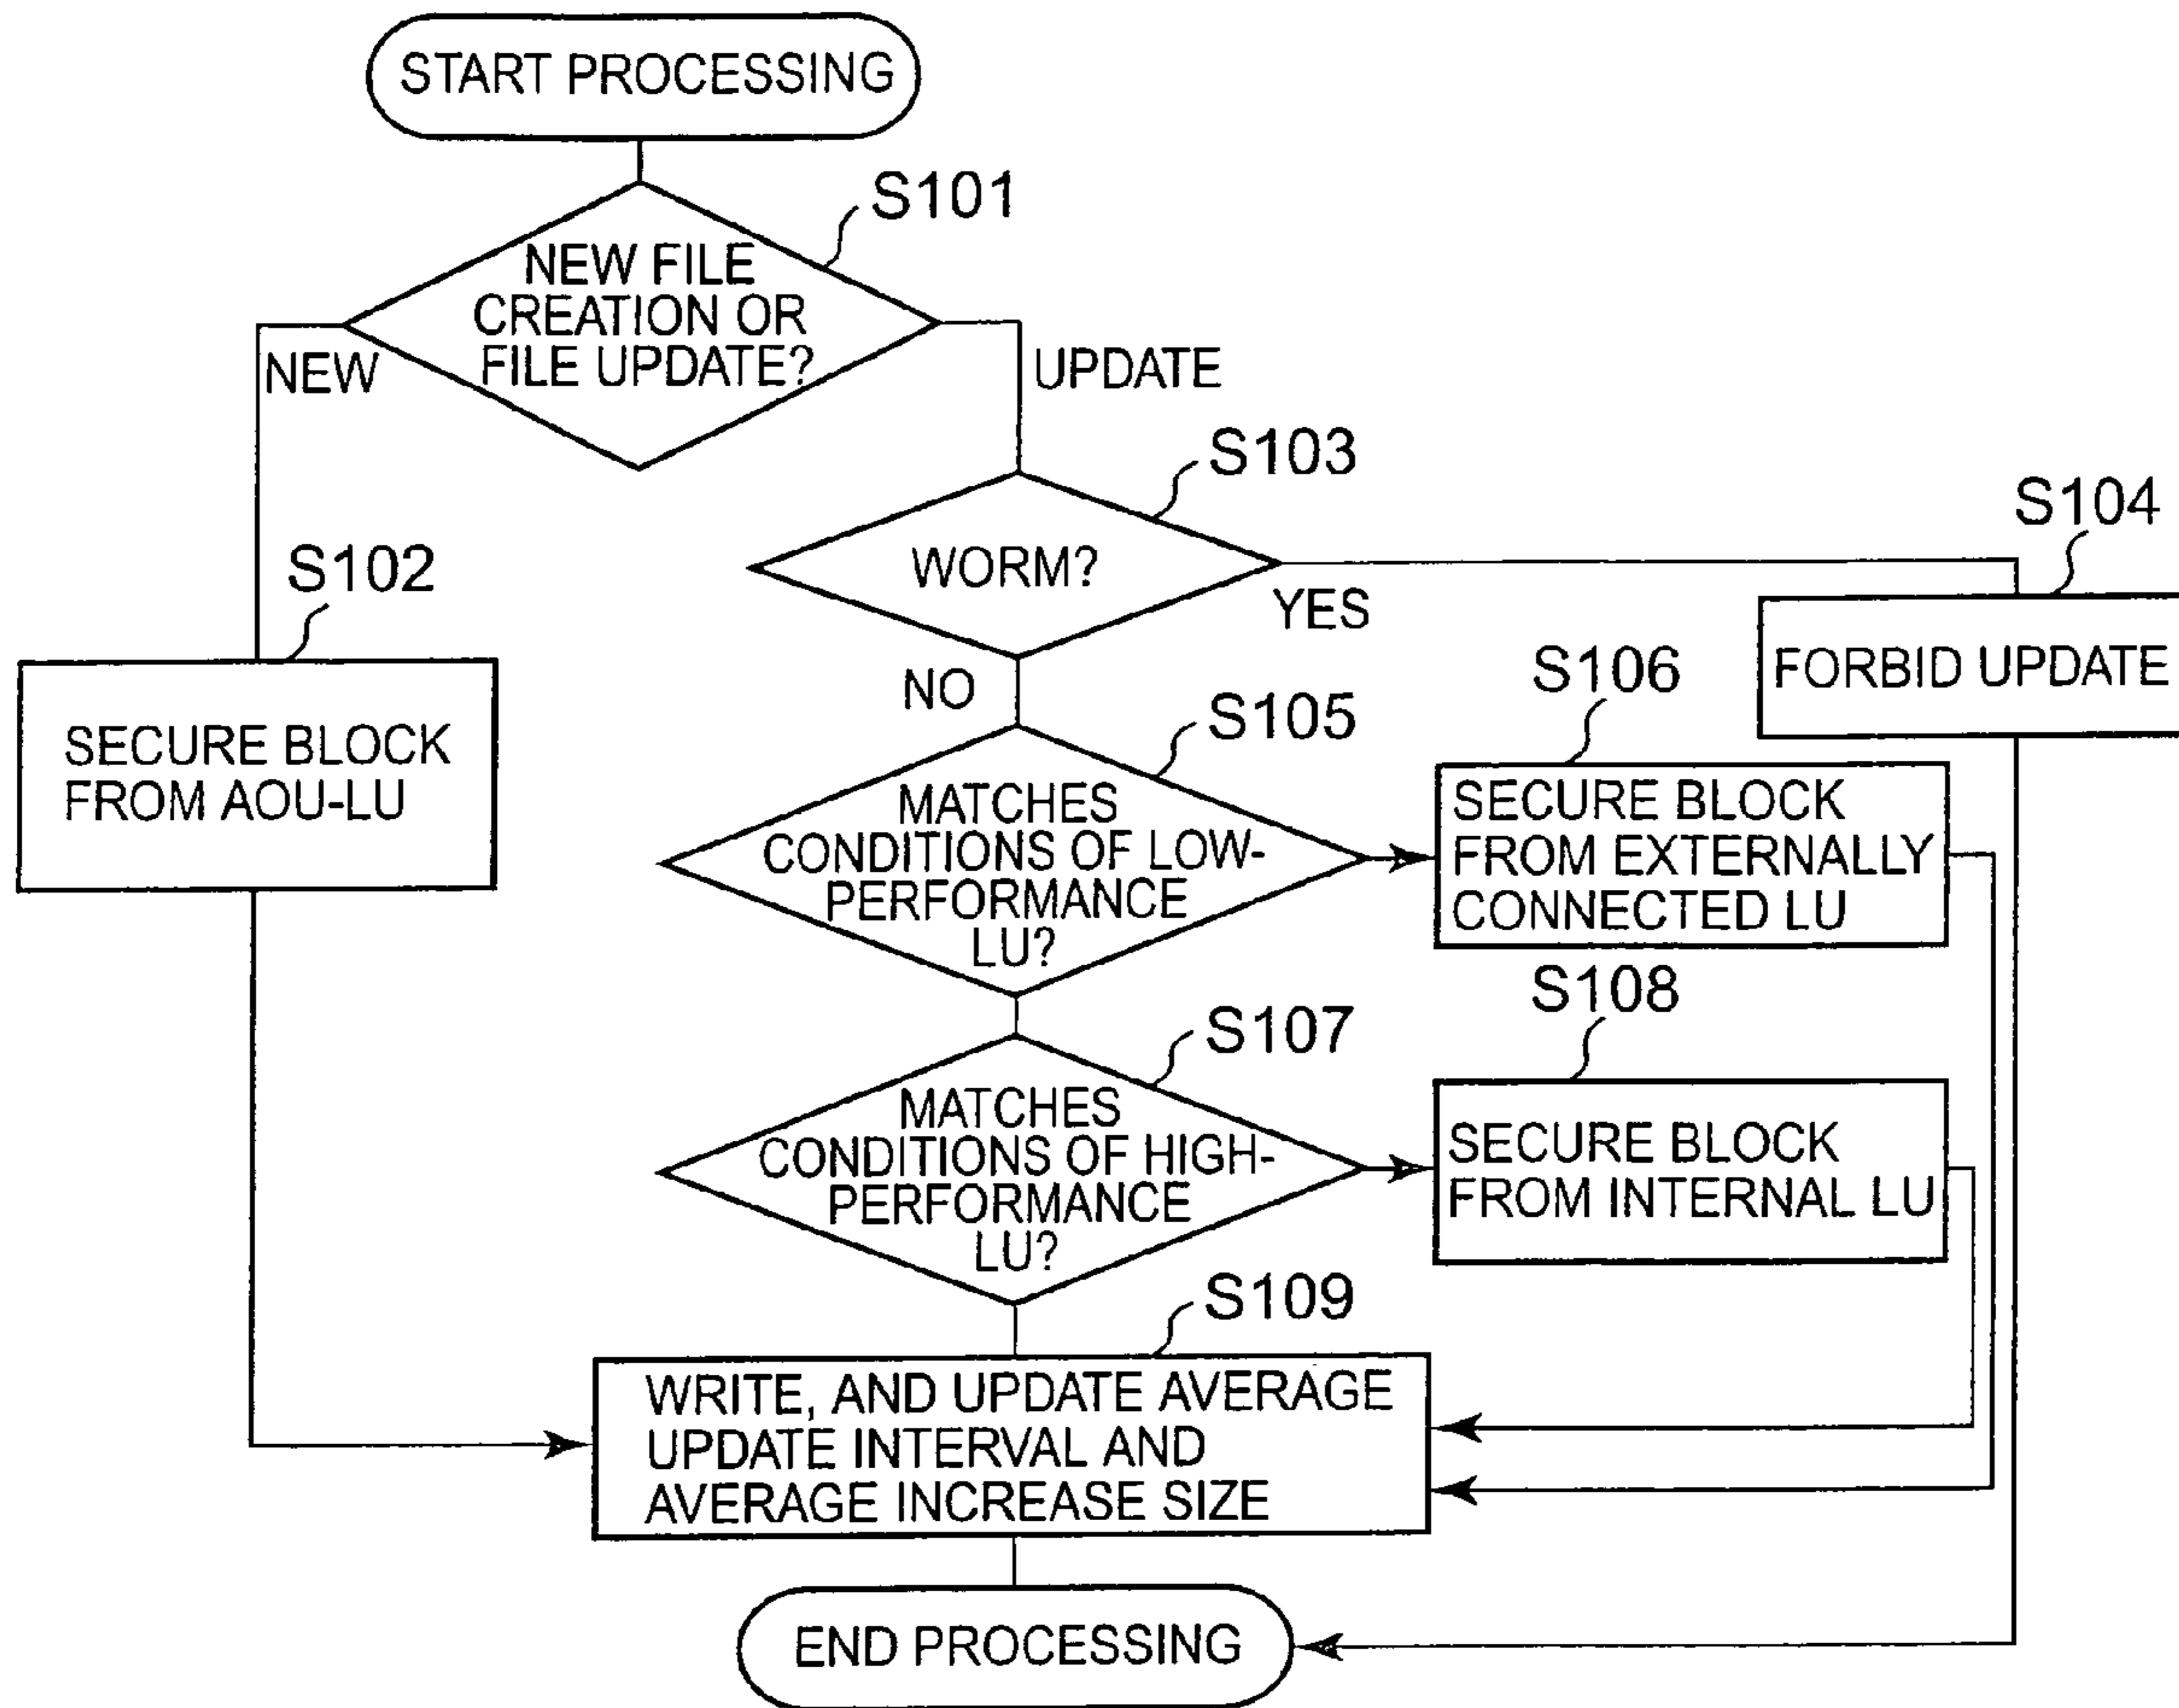 START PROCESSING
S101
NEW FILE
CREATION OR
FILE UPDATE?
NEW
UPDATE
S103
WORM?
YES
NO
S104
FORBID UPDATE
S102
SECURE BLOCK
FROM AOU-LU
S105
MATCHES
CONDITIONS OF LOW-
PERFORMANCE
LU?
S106
SECURE BLOCK
FROM EXTERNALLY
CONNECTED LU
S107
MATCHES
CONDITIONS OF HIGH-
PERFORMANCE
LU?
S108
SECURE BLOCK
FROM INTERNAL LU
S109
WRITE, AND UPDATE AVERAGE
UPDATE INTERVAL AND
AVERAGE INCREASE SIZE
END PROCESSING